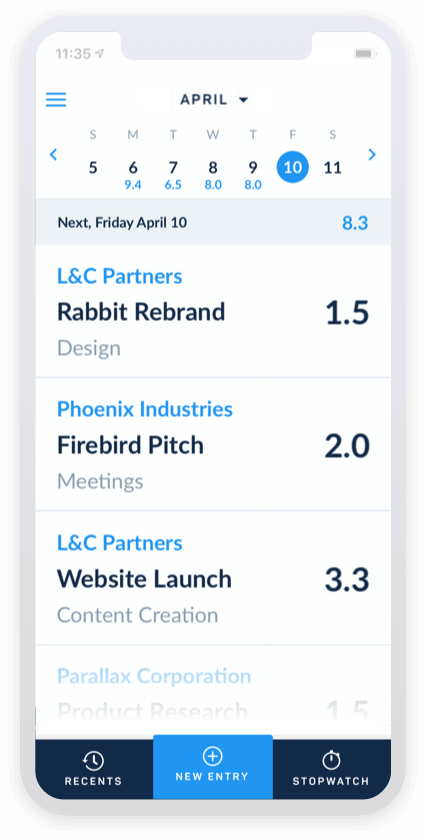 11:35
APRIL
S M T W T F S
5 6 7 8 9 10 11
9.4 6.5 8.0 8.0
Next, Friday April 10 8.3
L&C Partners
Rabbit Rebrand 1.5
Design
Phoenix Industries
Firebird Pitch 2.0
Meetings
L&C Partners
Website Launch 3.3
Content Creation
Parallax Corporation
Product Research 1.5
RECENTS NEW ENTRY STOPWATCH